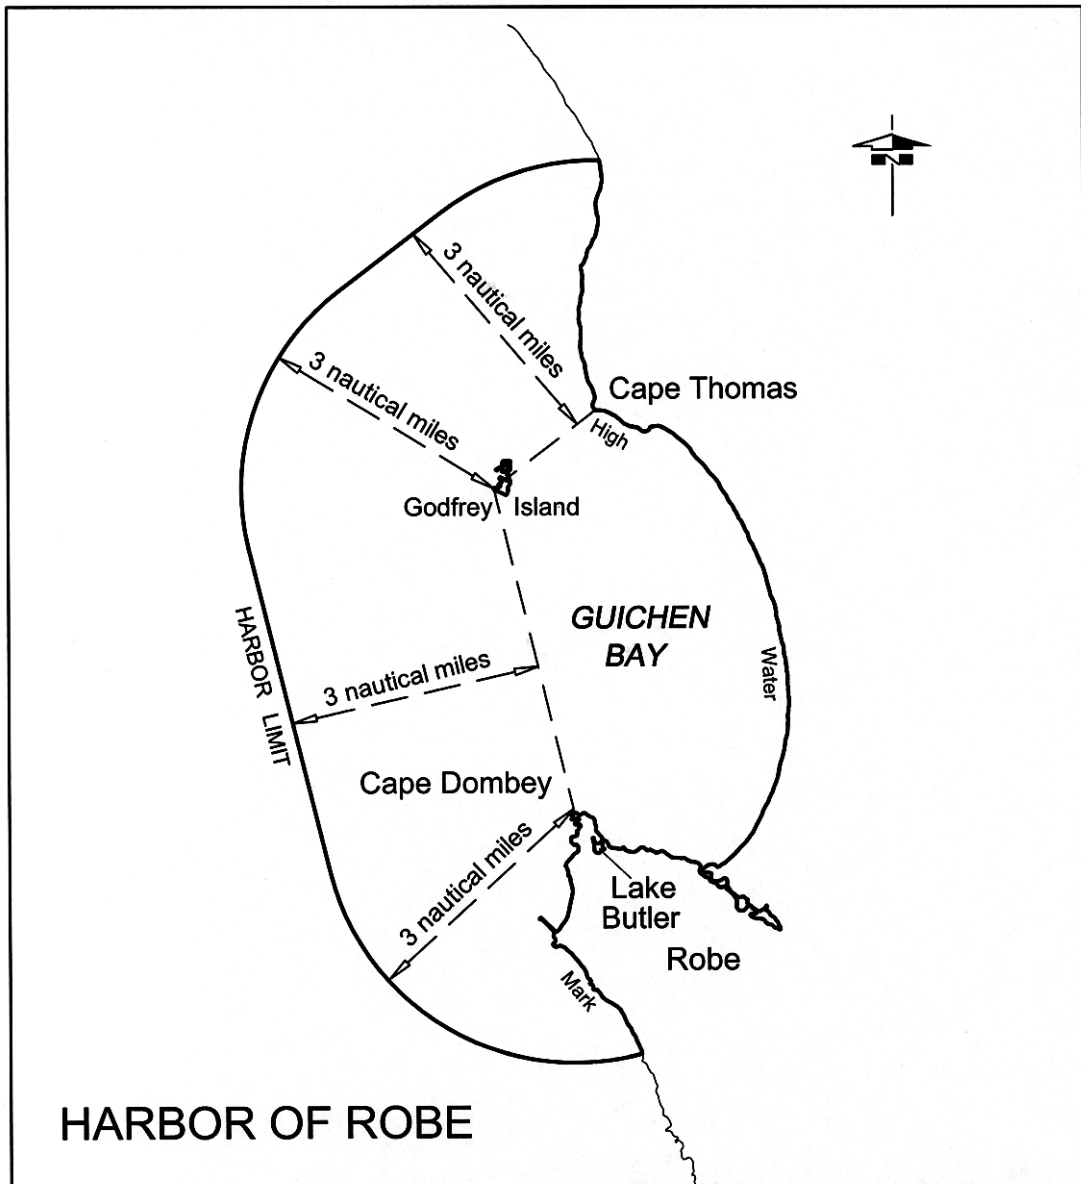 3 nautical miles
Cape Thomas
3 nautical miles
High
Godfrey Island
GUICHEN
BAY
HARBOR LIMIT
Water
3 nautical miles
Cape Dombey
3 nautical miles
Lake
Butler
Robe
Mark
HARBOR OF ROBE
N